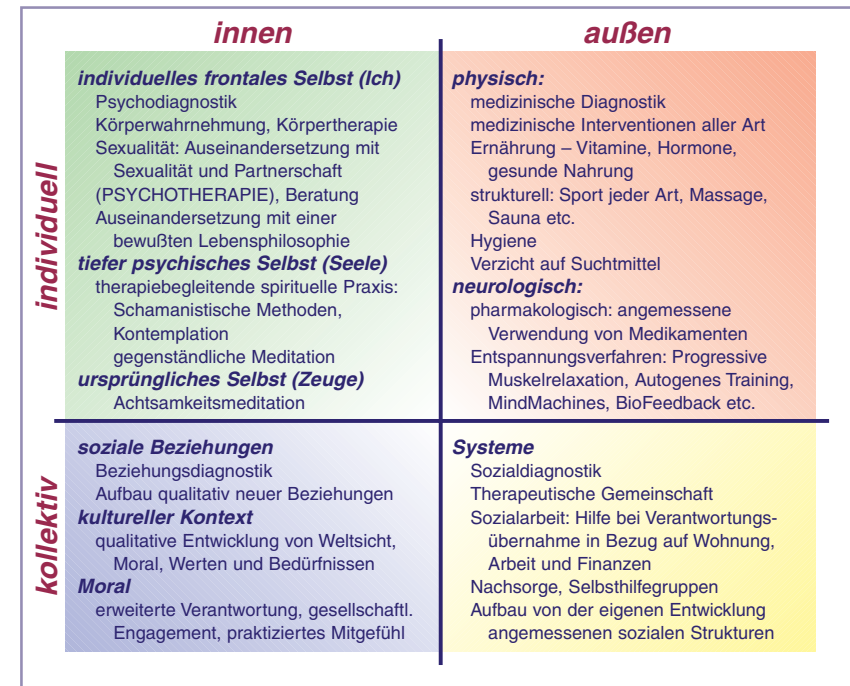 innen
außen
individuell
individuelles frontales Selbst (Ich)
Psychodiagnostik
Körperwahrnehmung, Körpertherapie
Sexualität: Auseinandersetzung mit
Sexualität und Partnerschaft
(PSYCHOTHERAPIE), Beratung
Auseinandersetzung mit einer
bewußten Lebensphilosophie
tiefer psychisches Selbst (Seele)
therapiebegleitende spirituelle Praxis:
Schamanistische Methoden,
Kontemplation
gegenständliche Meditation
ursprüngliches Selbst (Zeuge)
Achtsamkeitsmeditation
physisch:
medizinische Diagnostik
medizinische Interventionen aller Art
Ernährung – Vitamine, Hormone,
gesunde Nahrung
strukturell: Sport jeder Art, Massage,
Sauna etc.
Hygiene
Verzicht auf Suchtmittel
neurologisch:
pharmakologisch: angemessene
Verwendung von Medikamenten
Entspannungsverfahren: Progressive
Muskelrelaxation, Autogenes Training,
MindMachines, BioFeedback etc.
kollektiv
soziale Beziehungen
Beziehungsdiagnostik
Aufbau qualitativ neuer Beziehungen
kultureller Kontext
qualitative Entwicklung von Weltsicht,
Moral, Werten und Bedürfnissen
Moral
erweiterte Verantwortung, gesellschaftl.
Engagement, praktiziertes Mitgefühl
Systeme
Sozialdiagnostik
Therapeutische Gemeinschaft
Sozialarbeit: Hilfe bei Verantwortungs-
übernahme in Bezug auf Wohnung,
Arbeit und Finanzen
Nachsorge, Selbsthilfegruppen
Aufbau von der eigenen Entwicklung
angemessenen sozialen Strukturen